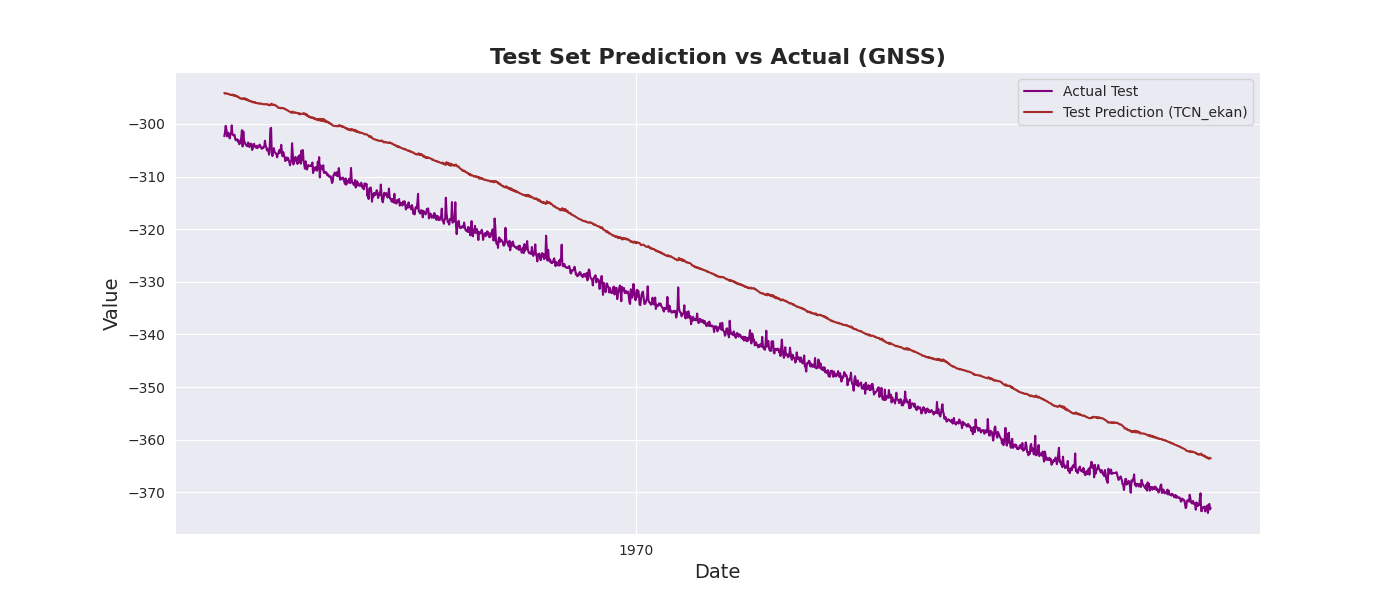 Test Set Prediction vs Actual (GNSS)
Actual Test
Test Prediction (TCN_ekan)
Value
−300
−310
−320
−330
−340
−350
−360
−370
1970
Date